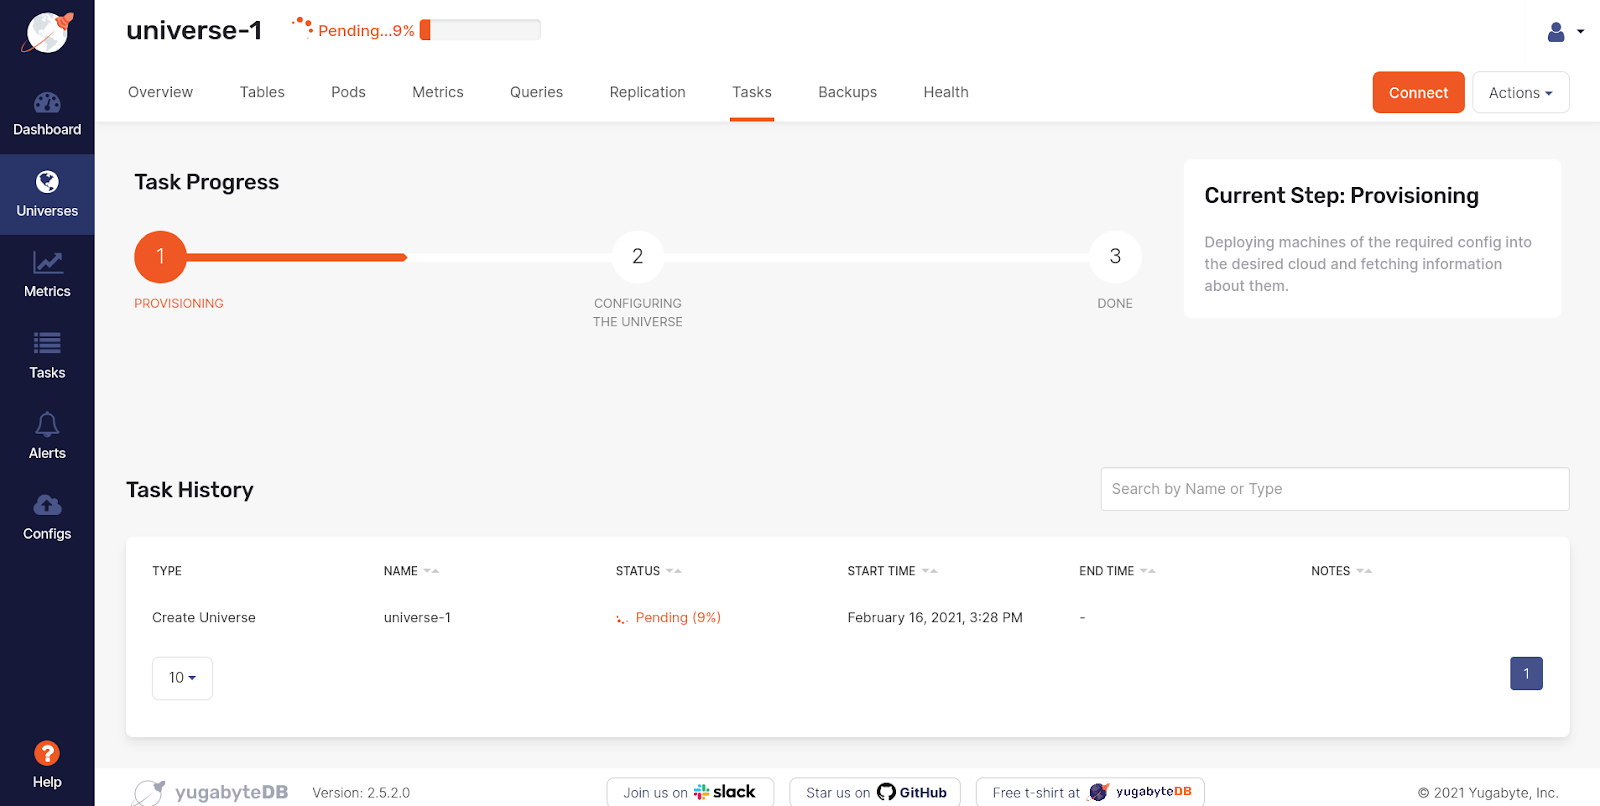 universe-1
Pending...9%
Overview Tables Pods Metrics Queries Replication Tasks Backups Health
Connect
Actions
Dashboard
Universes
Metrics
Tasks
Alerts
Configs
?
Help
Task Progress
1
2
3
PROVISIONING
CONFIGURING
THE UNIVERSE
DONE
Current Step: Provisioning
Deploying machines of the required config into
the desired cloud and fetching information
about them.
Task History
Search by Name or Type
TYPE NAME STATUS START TIME END TIME NOTES
Create Universe universe-1 Pending (9%) February 16, 2021, 3:28 PM -
10
1
yugabyteDB
Version: 2.5.2.0
Join us on slack
Star us on GitHub
Free t-shirt at yugabyteDB
© 2021 Yugabyte, Inc.